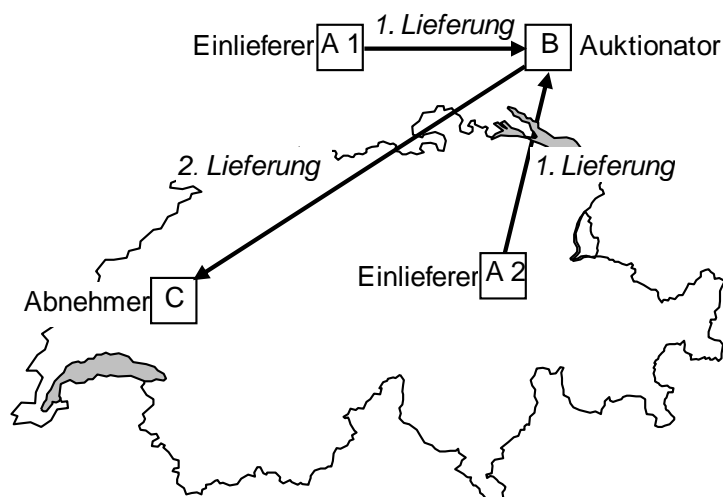 1. Lieferung
Einlieferer A 1 B Auktionator
2. Lieferung 1. Lieferung
Einlieferer A 2
Abnehmer C